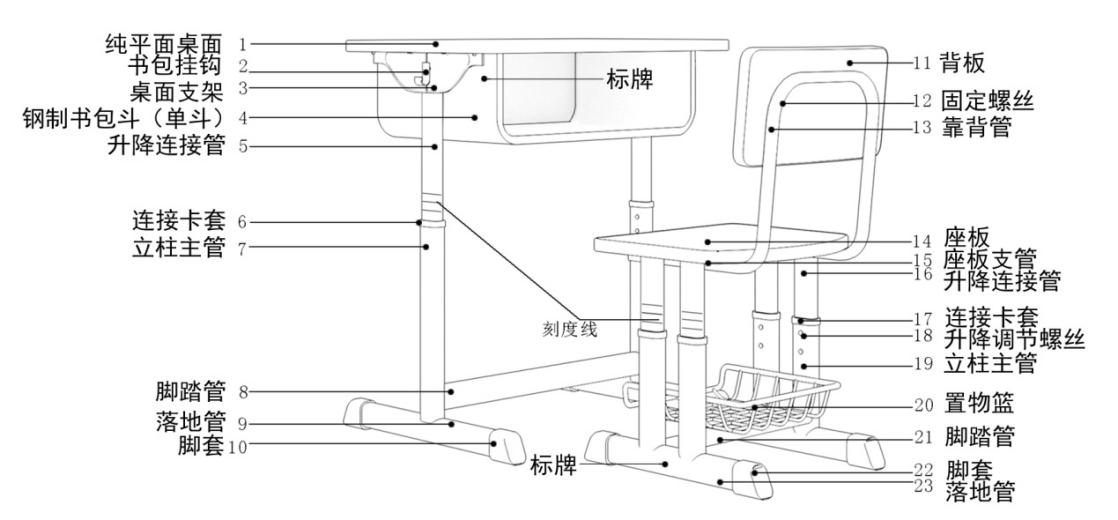 纯平面桌面 1
书包挂钩 2
桌面支架 3
钢制书包斗（单斗） 4
升降连接管 5
连接卡套 6
立柱主管 7
脚踏管 8
落地管 9
脚套 10
标牌
刻度线
标牌
11 背板
12 固定螺丝
13 靠背管
14 座板
15 座板支管
16 升降连接管
17 连接卡套
18 升降调节螺丝
19 立柱主管
20 置物篮
21 脚踏管
22 脚套
23 落地管